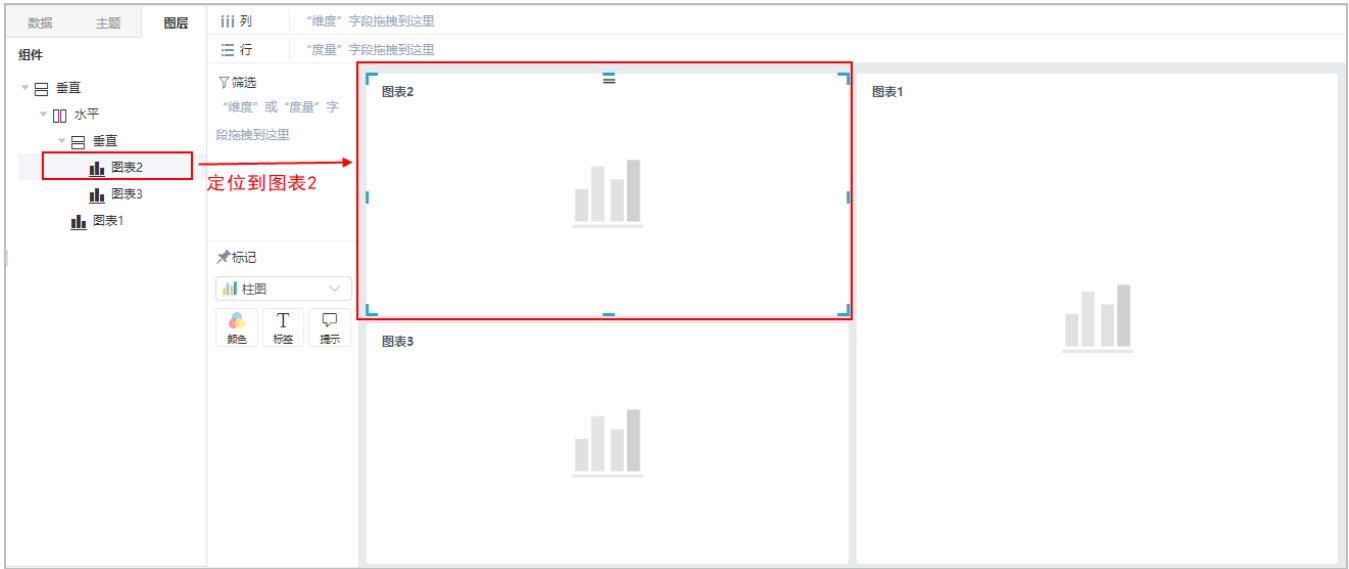 数据 主题 图层
组件
垂直
水平
垂直
图表2
图表3
图表1
列 “维度”字段拖拽到这里
行 “度量”字段拖拽到这里
筛选
“维度”或“度量”字
段拖拽到这里
定位到图表2
标记
柱图
颜色 T 标签 提示
图表2
图表1
图表3